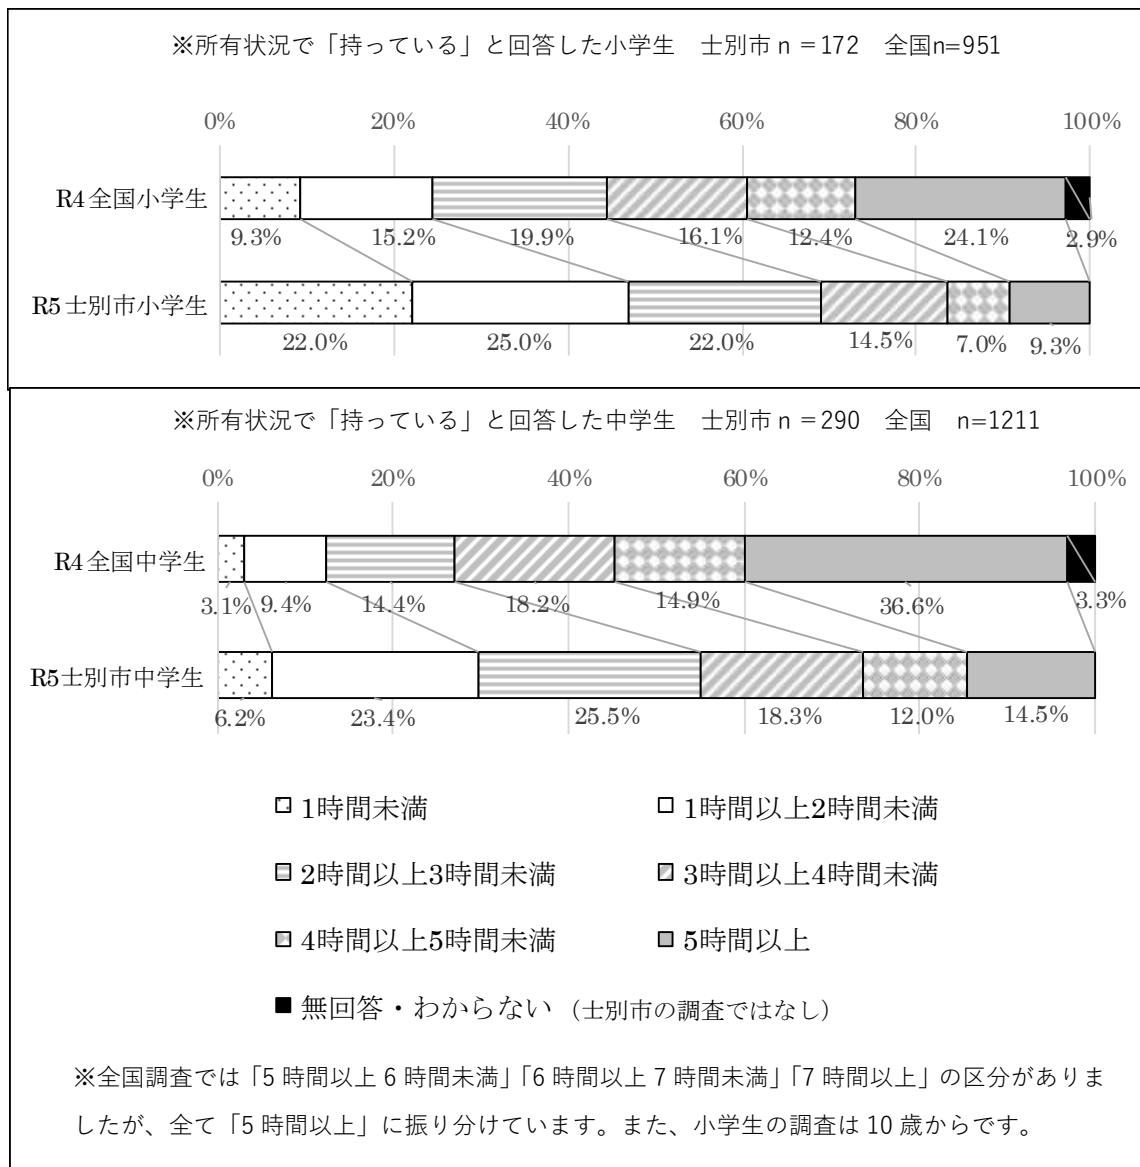 ※所有状況で「持っている」と回答した小学生　士別市ｎ＝172　全国n=951
0% 20% 40% 60% 80% 100%
R4全国小学生
9.3% 15.2% 19.9% 16.1% 12.4% 24.1% 2.9%
R5士別市小学生
22.0% 25.0% 22.0% 14.5% 7.0% 9.3%
※所有状況で「持っている」と回答した中学生　士別市ｎ=290　全国　n=1211
0% 20% 40% 60% 80% 100%
R4全国中学生
3.1% 9.4% 14.4% 18.2% 14.9% 36.6% 3.3%
R5士別市中学生
6.2% 23.4% 25.5% 18.3% 12.0% 14.5%
1時間未満 1時間以上2時間未満
2時間以上3時間未満 3時間以上4時間未満
4時間以上5時間未満 5時間以上
無回答・わからない（士別市の調査ではなし）
※全国調査では「5 時間以上 6 時間未満」「6 時間以上 7 時間未満」「7 時間以上」の区分がありま
したが、全て「5 時間以上」に振り分けています。また、小学生の調査は 10 歳からです。